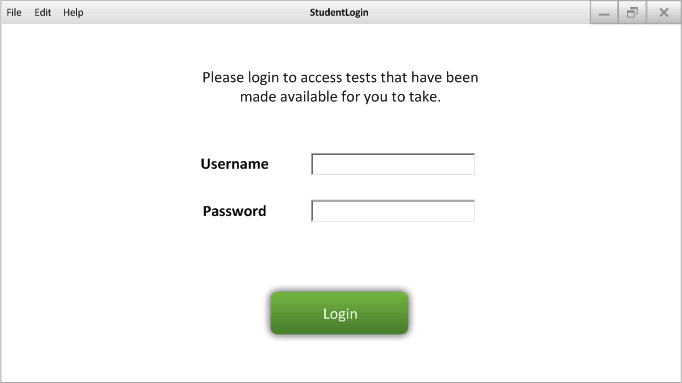 File Edit Help StudentLogin
Please login to access tests that have been
made available for you to take.
Username
Password
Login